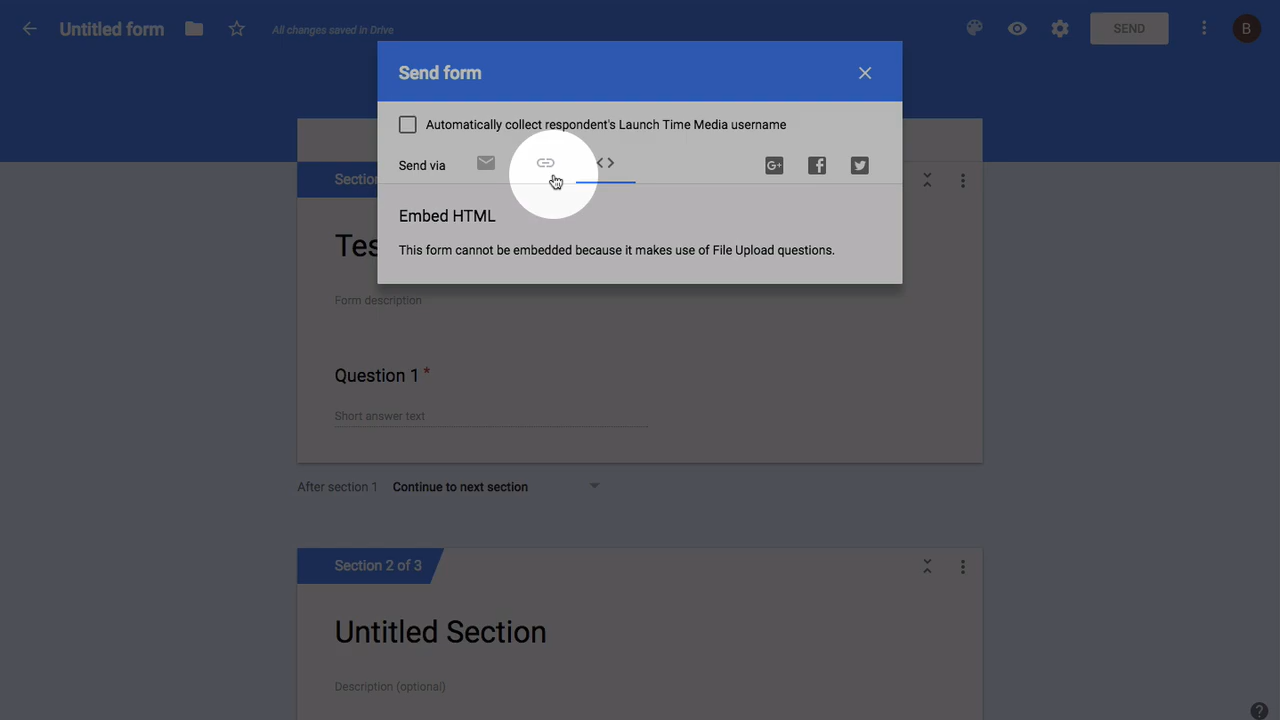 Untitled form
All changes saved in Drive
SEND
B
Send form
Automatically collect respondent's Launch Time Media username
Send via
G+
Embed HTML
This form cannot be embedded because it makes use of File Upload questions.
Section
Tes
Form description
Question 1 *
Short answer text
After section 1 Continue to next section
Section 2 of 3
Untitled Section
Description (optional)
?